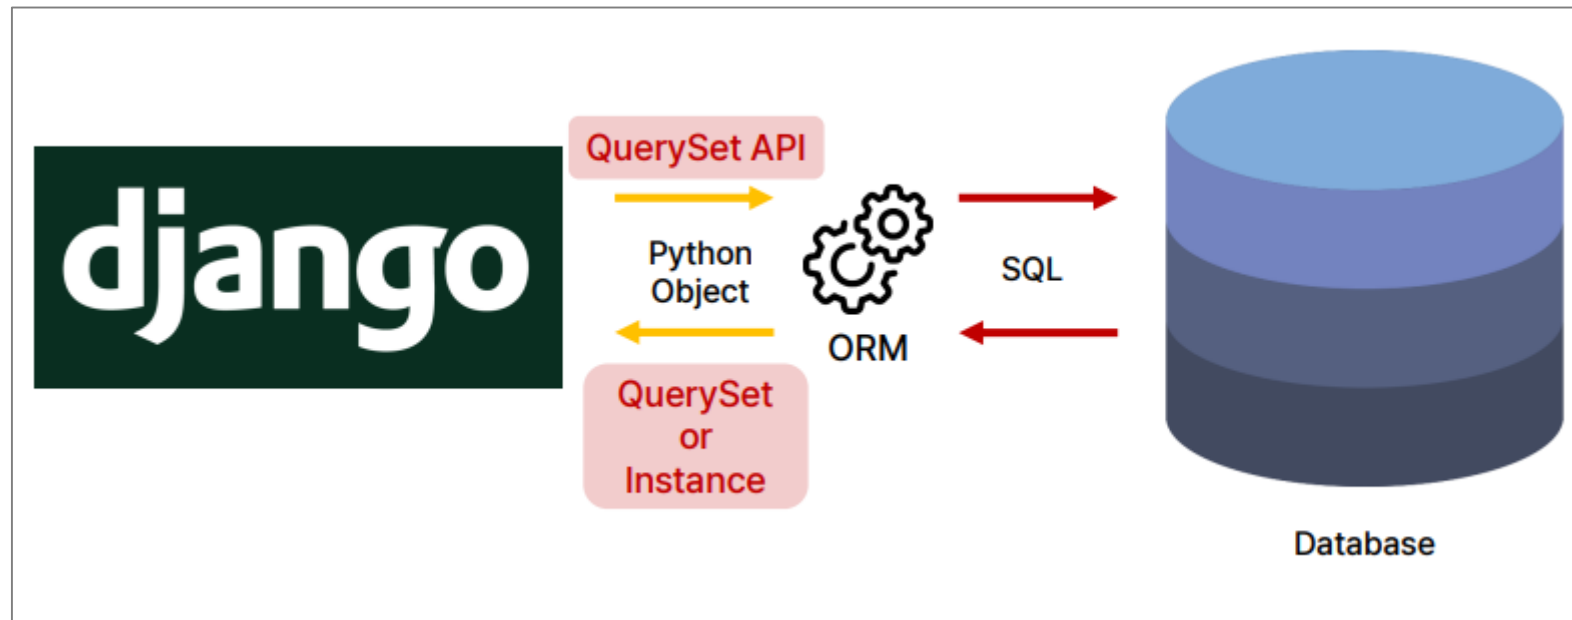 django
QuerySet API
Python
Object
QuerySet
or
Instance
ORM
SQL
Database